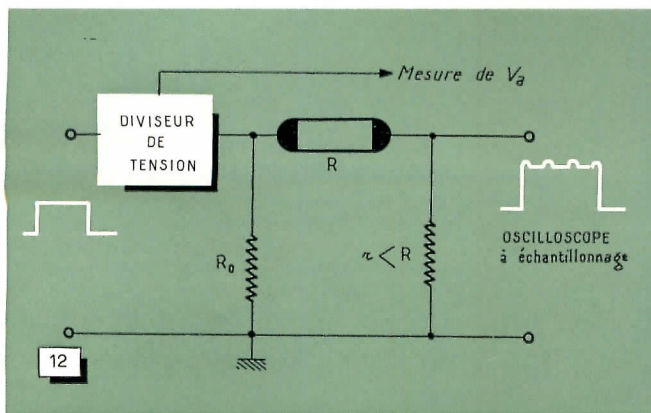 Mesure de Va
DIVISEUR
DE
TENSION
R
R₀
r < R
OSCILLOSCOPE
à échantillonnage
12